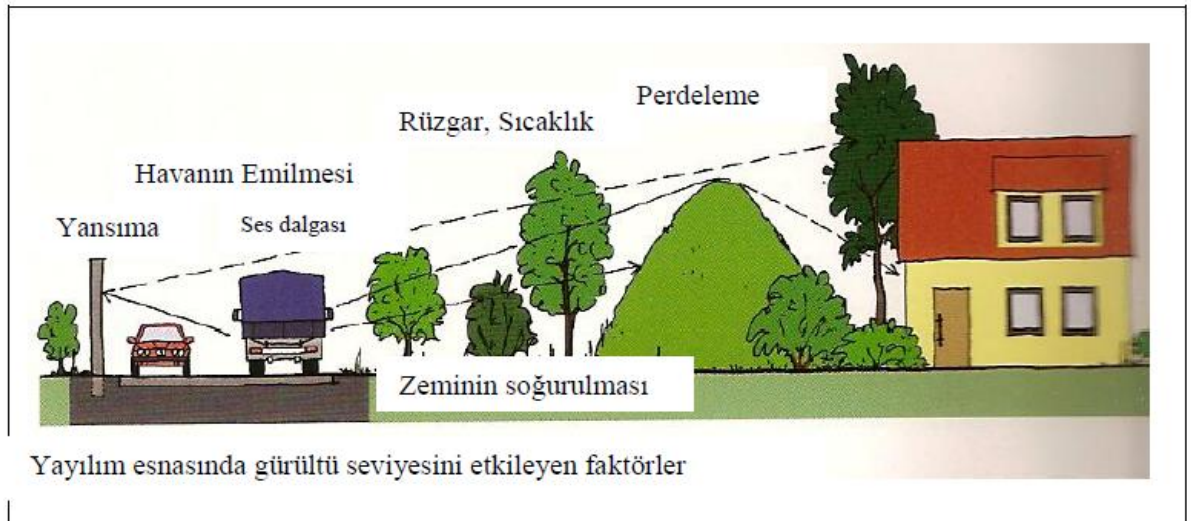 Perdeleme
Rüzgar, Sıcaklık
Havanın Emilmesi
Yansıma
Ses dalgası
Zeminin soğurulması
Yayılım esnasında gürültü seviyesini etkileyen faktörler